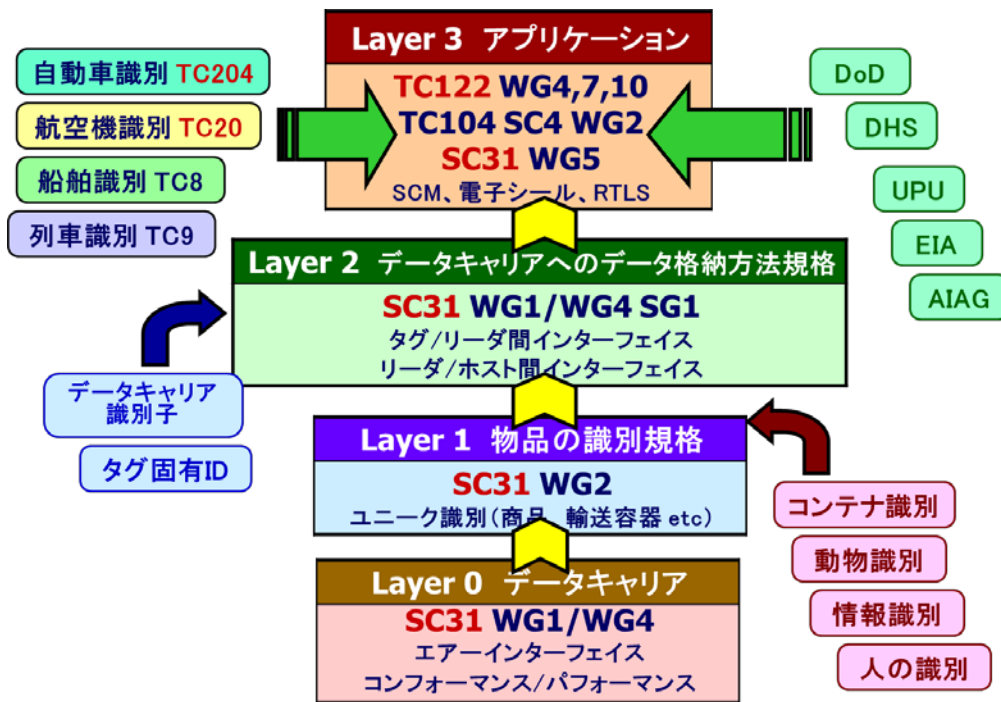 Layer 3 アプリケーション
TC122 WG4,7,10
TC104 SC4 WG2
SC31 WG5
SCM、電子シール、RTLS
自動車識別 TC204
航空機識別 TC20
船舶識別 TC8
列車識別 TC9
DoD
DHS
UPU
EIA
AIAG
Layer 2 データキャリアへのデータ格納方法規格
SC31 WG1/WG4 SG1
タグ/リーダ間インターフェイス
リーダ/ホスト間インターフェイス
データキャリア
識別子
タグ固有ID
Layer 1 物品の識別規格
SC31 WG2
ユニーク識別(商品、輸送容器 etc)
コンテナ識別
動物識別
情報識別
人の識別
Layer 0 データキャリア
SC31 WG1/WG4
エアーインターフェイス
コンフォーマンス/パフォーマンス